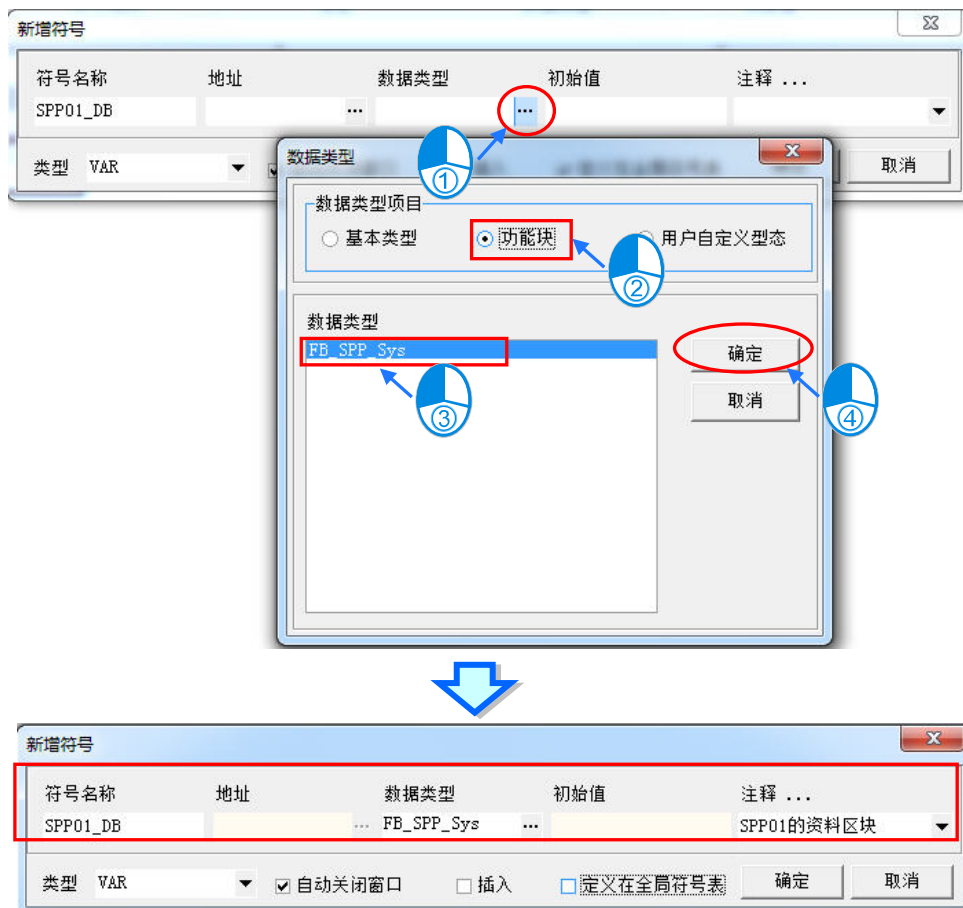 新增符号
符号名称 地址 数据类型 初始值 注释 ...
SPP01_DB ... ...
类型 VAR 取消
数据类型
①
数据类型项目
基本类型 功能块 用户自定义型态
②
数据类型
FB_SPP_Sys
确定
取消
③
④
新增符号
符号名称 地址 数据类型 初始值 注释 ...
SPP01_DB ... FB_SPP_Sys ... SPP01的资料区块
类型 VAR 自动关闭窗口 插入 定义在全局符号表 确定 取消